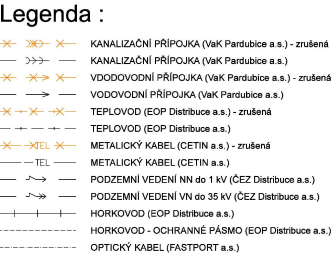 Legenda :
KANALIZAČNÍ PŘÍPOJKA (VaK Pardubice a.s.) - zrušená
KANALIZAČNÍ PŘÍPOJKA (VaK Pardubice a.s.)
VDODOVODNÍ PŘÍPOJKA (VaK Pardubice a.s.) - zrušená
VODOVODNÍ PŘÍPOJKA (VaK Pardubice a.s.)
TEPLOVOD (EOP Distribuce a.s.) - zrušená
TEPLOVOD (EOP Distribuce a.s.)
TEL METALICKÝ KABEL (CETIN a.s.) - zrušená
TEL METALICKÝ KABEL (CETIN a.s.)
PODZEMNÍ VEDENÍ NN do 1 kV (ČEZ Distribuce a.s.)
PODZEMNÍ VEDENÍ VN do 35 kV (ČEZ Distribuce a.s.)
HORKOVOD (EOP Distribuce a.s.)
HORKOVOD - OCHRANNÉ PÁSMO (EOP Distribuce a.s.)
OPTICKÝ KABEL (FASTPORT a.s.)